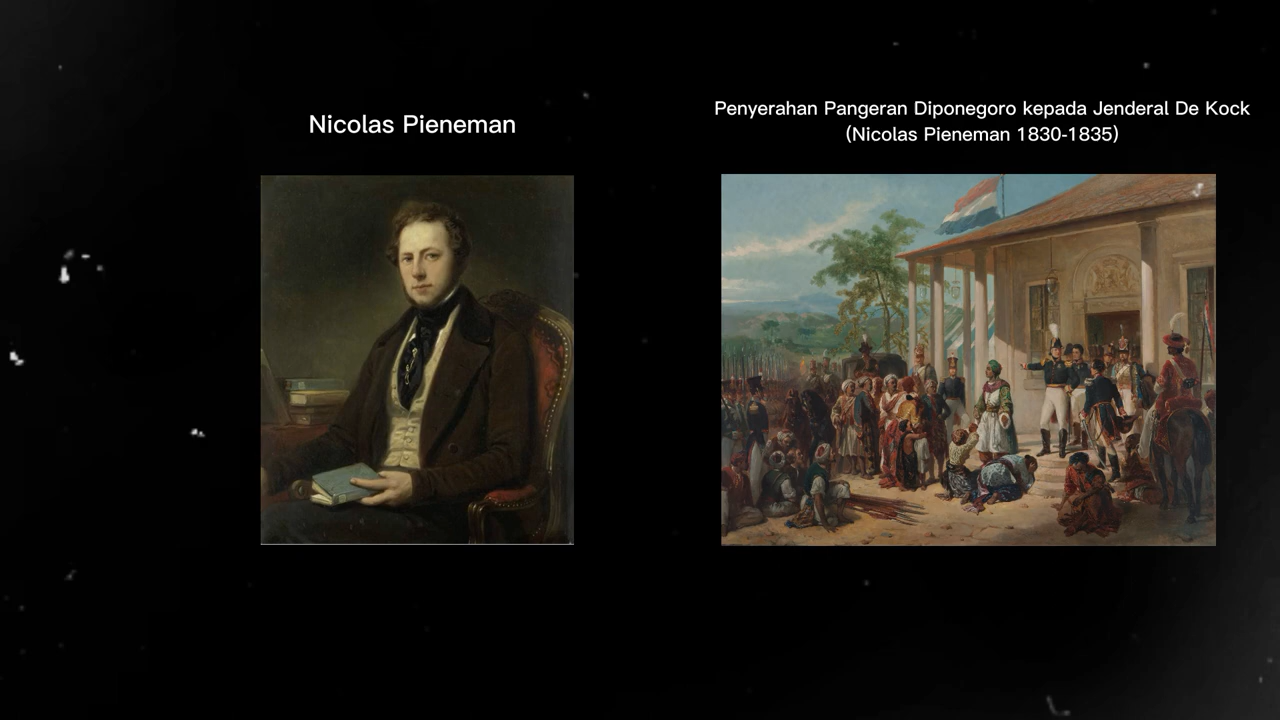 Nicolas Pieneman
Penyerahan Pangeran Diponegoro kepada Jenderal De Kock
(Nicolas Pieneman 1830-1835)